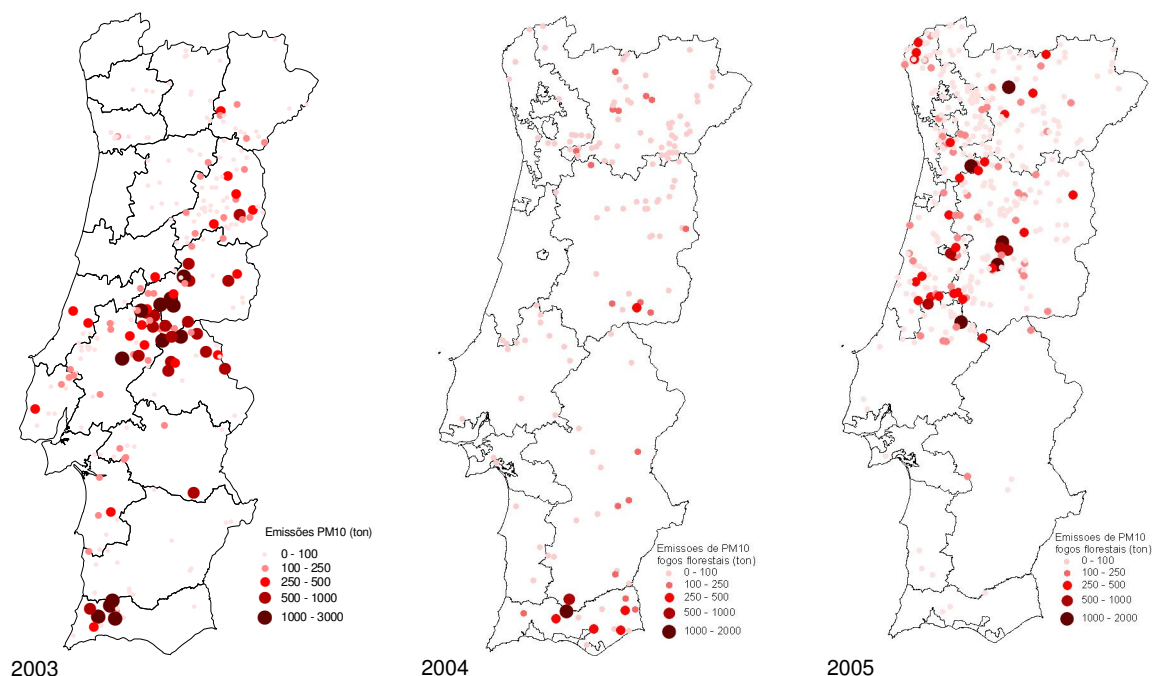 Emissões PM10 (ton)
0 - 100
100 - 250
250 - 500
500 - 1000
1000 - 3000
2003
Emissoes de PM10
fogos florestais (ton)
0 - 100
100 - 250
250 - 500
500 - 1000
1000 - 2000
2004
Emissoes de PM10
fogos florestais (ton)
0 - 100
100 - 250
250 - 500
500 - 1000
1000 - 2000
2005